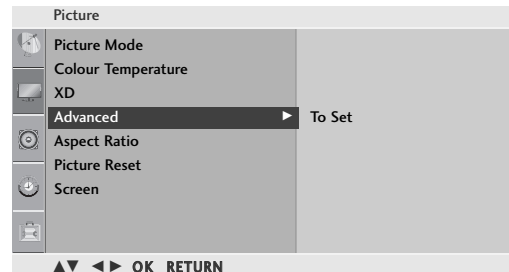 Picture
Picture Mode
Colour Temperature
XD
Advanced ► To Set
Aspect Ratio
Picture Reset
Screen
▲▼ ◄► OK RETURN